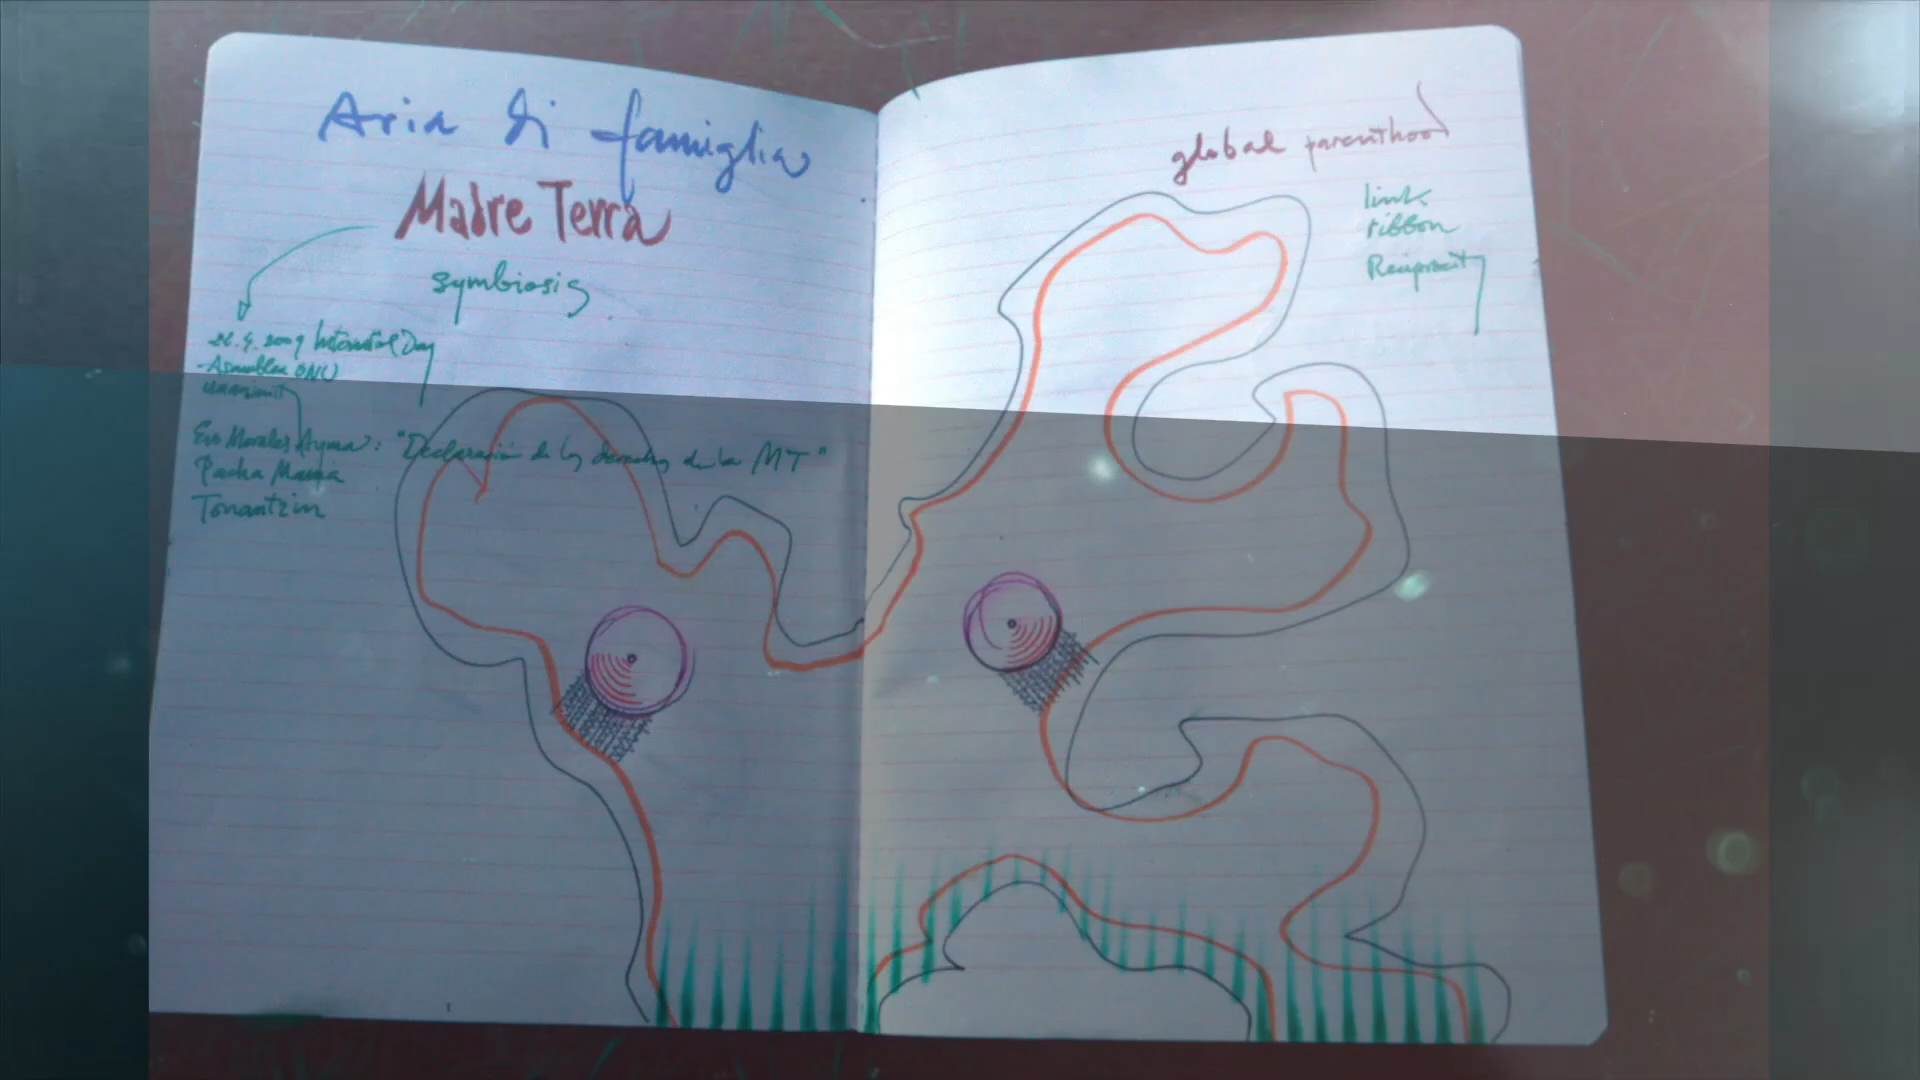 Aria di famiglia
Madre Terra
symbiosis
22.4.2009 International Day
- Asamblea ONU
Evo Morales Ayma: "Declaración de los derechos de la MT"
Pacha Mama
Tonantzin
global parenthood
link
ribbon
Reciprocity